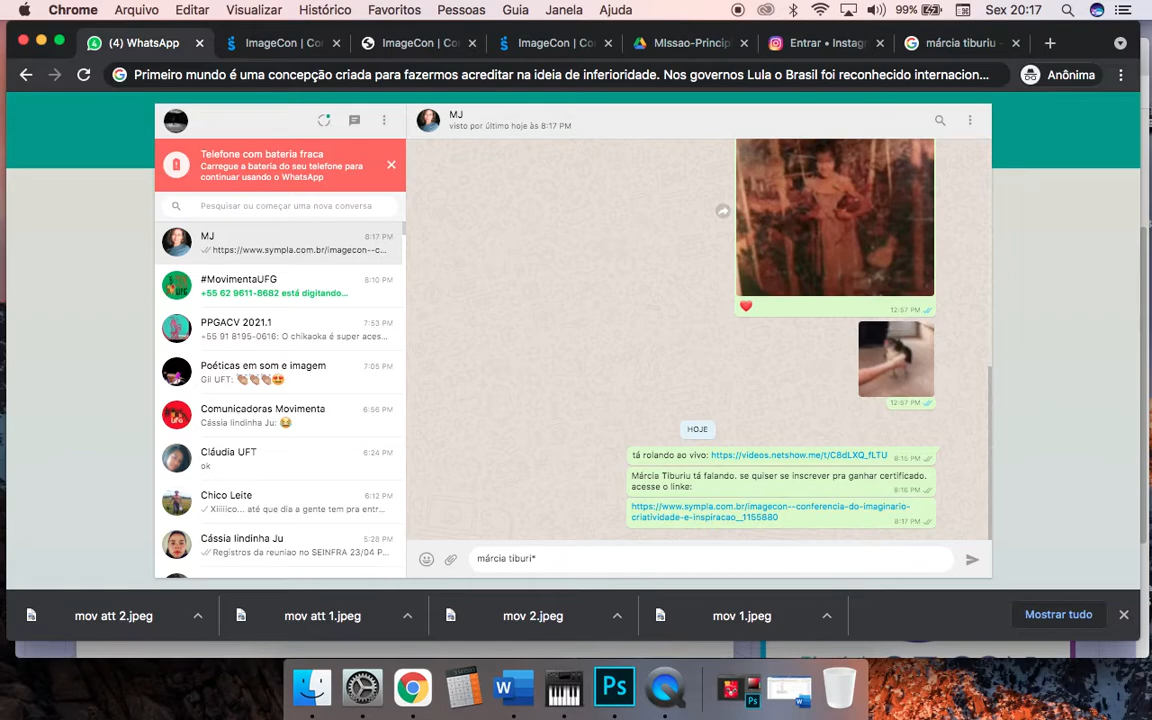 Chrome Arquivo Editar Visualizar Histórico Favoritos Pessoas Guia Janela Ajuda 99% Sex 20:17
(4) WhatsApp ImageCon | Co ImageCon | Co ImageCon | Co MIssao-Princip Entrar • Instag márcia tiburiu -
Primeiro mundo é uma concepção criada para fazermos acreditar na ideia de inferioridade. Nos governos Lula o Brasil foi reconhecido internacion... Anônima
Telefone com bateria fraca
Carregue a bateria do seu telefone para
continuar usando o WhatsApp
Pesquisar ou começar uma nova conversa
MJ 8:17 PM
https://www.sympla.com.br/imagecon--c...
#MovimentaUFG 8:10 PM
+55 62 9611-8682 está digitando...
PPGACV 2021.1 7:53 PM
+55 91 8195-0616: O chikaoka é super aces...
Poéticas em som e imagem 7:05 PM
Gil UFT: 👏🏽👏🏽👏🏽😍
Comunicadoras Movimenta 6:56 PM
Cássia lindinha Ju: 😂
Cláudia UFT 6:24 PM
ok
Chico Leite 6:12 PM
Xiiiiico... até que dia a gente tem pra entr...
Cássia lindinha Ju 5:28 PM
Registros da reuniao no SEINFRA 23/04 P...
MJ
visto por último hoje às 8:17 PM
❤️ 12:57 PM
12:57 PM
HOJE
tá rolando ao vivo: https://videos.netshow.me/t/C8dLXQ_fLTU 8:15 PM
Márcia Tiburiu tá falando. se quiser se inscrever pra ganhar certificado.
acesse o linke: 8:16 PM
https://www.sympla.com.br/imagecon--conferencia-do-imaginario-
criatividade-e-inspiracao__1155880 8:17 PM
márcia tiburi*
mov att 2.jpeg mov att 1.jpeg mov 2.jpeg mov 1.jpeg Mostrar tudo
W Ps